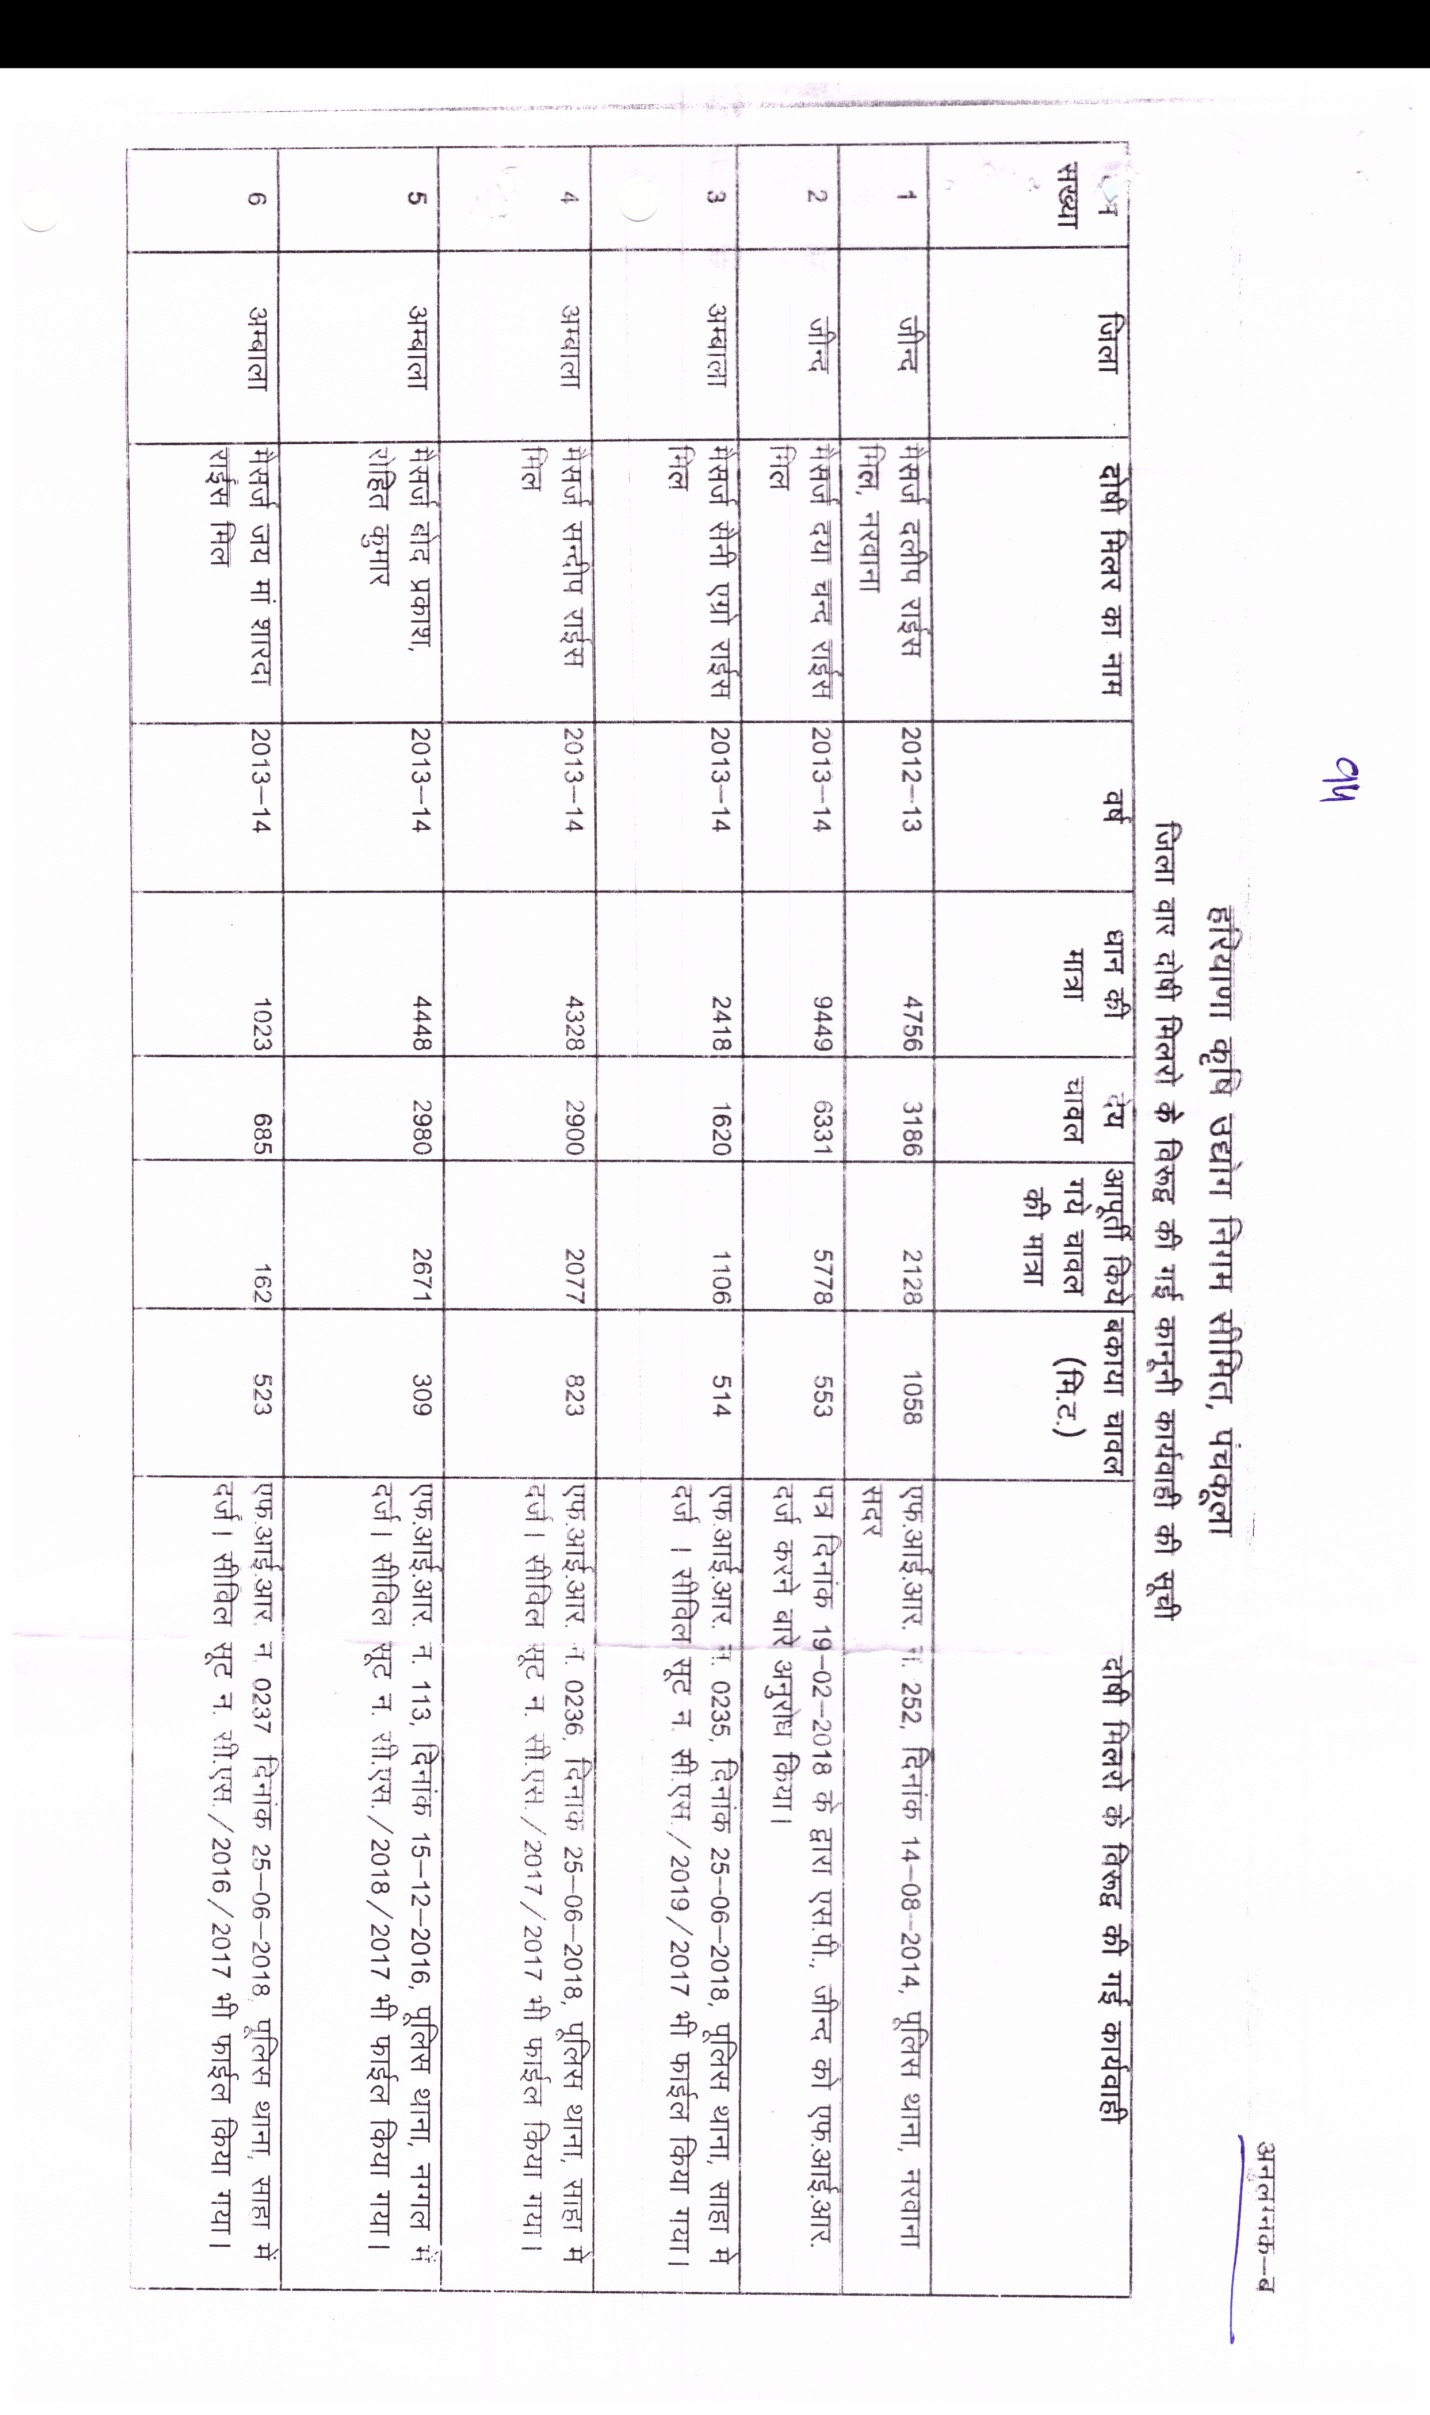 १५
अनुलग्नक–ब
हरियाणा कृषि उद्योग निगम सीमित, पंचकूला
जिला वार दोषी मिलरो के विरूद्ध की गई कानूनी कार्यवाही की सूची
सख्या जिला दोषी मिलर का नाम वर्ष धान की मात्रा देय चावल आपुर्ती किये गये चावल की मात्रा बकाया चावल (मि.ट.) दोषी मिलरो के विरूद्ध की गई कार्यवाही
1 जीन्द मैसर्ज दलीप राईस 2012–13 4756 3186 2128 1058 एफ.आई.आर. न. 252, दिनांक 14–08–2014, पुलिस थाना, नरवाना
मिल, नरवाना सदर
2 जीन्द मैसर्ज दया चन्द राईस 2013–14 9449 6331 5778 553 पत्र दिनांक 19–02–2018 के द्वारा एस.पी., जीन्द को एफ.आई.आर.
मिल दर्ज करने बारे अनुरोध किया।
3 अम्बाला मैसर्ज सैनी एग्रो राईस 2013–14 2418 1620 1106 514 एफ.आई.आर. न. 0235, दिनांक 25–06–2018, पुलिस थाना, साहा मे
मिल दर्ज । सीविल सूट न. सी.एस. / 2019 / 2017 भी फाईल किया गया।
4 अम्बाला मैसर्ज सन्दीप राईस 2013–14 4328 2900 2077 823 एफ.आई.आर. न. 0236, दिनांक 25–06–2018, पुलिस थाना, साहा मे
मिल दर्ज। सीविल सूट न. सी.एस. / 2017 / 2017 भी फाईल किया गया।
5 अम्बाला मैसर्ज बोद प्रकाश, 2013–14 4448 2980 2671 309 एफ.आई.आर. न. 113, दिनांक 15–12–2016, पुलिस थाना, नग्गल में
रोहित कुमार दर्ज। सीविल सूट न. सी.एस. / 2018 / 2017 भी फाईल किया गया।
6 अम्बाला मैसर्ज जय मां शारदा 2013–14 1023 685 162 523 एफ.आई.आर. न. 0237 दिनांक 25–06–2018, पुलिस थाना, साहा में
राईस मिल दर्ज। सीविल सूट न. सी.एस. / 2016 / 2017 भी फाईल किया गया।